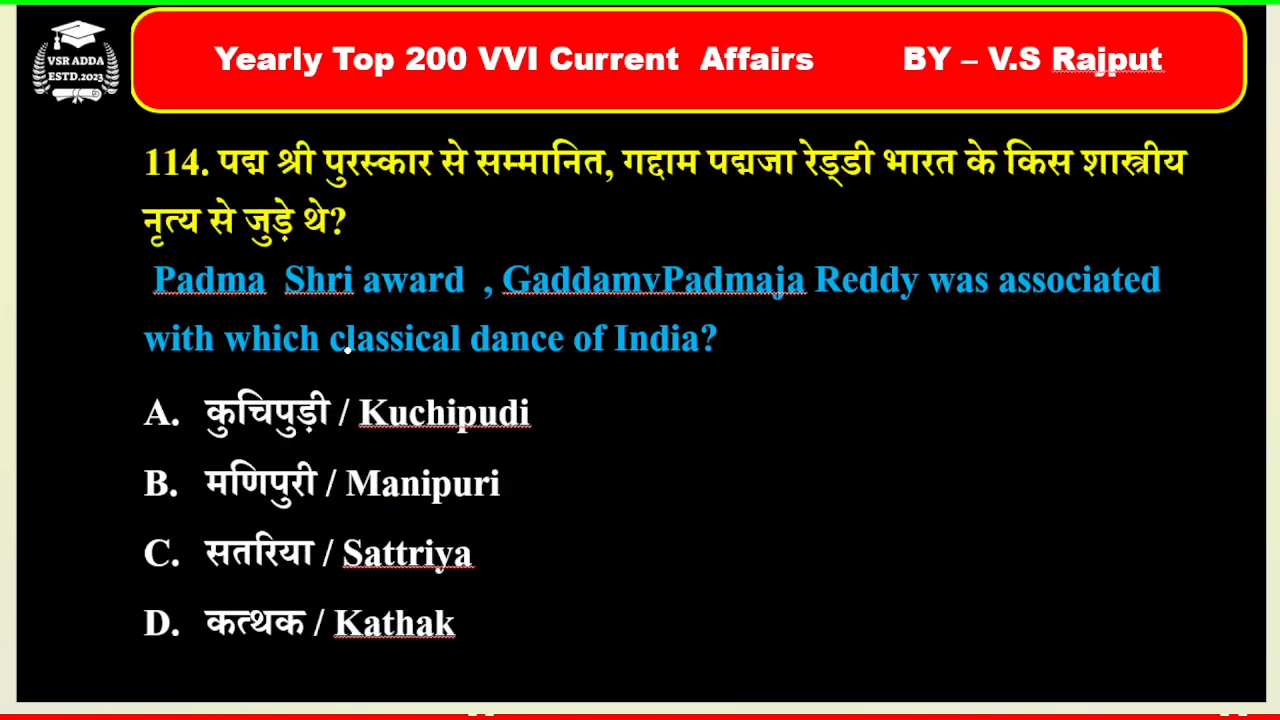 VSR ADDA
ESTD.2023
Yearly Top 200 VVI Current Affairs BY – V.S Rajput
114. पद्म श्री पुरस्कार से सम्मानित, गद्दाम पद्मजा रेड्डी भारत के किस शास्त्रीय
नृत्य से जुड़े थे?
Padma Shri award , GaddamvPadmaja Reddy was associated
with which classical dance of India?
A. कुचिपुड़ी / Kuchipudi
B. मणिपुरी / Manipuri
C. सतरिया / Sattriya
D. कत्थक / Kathak